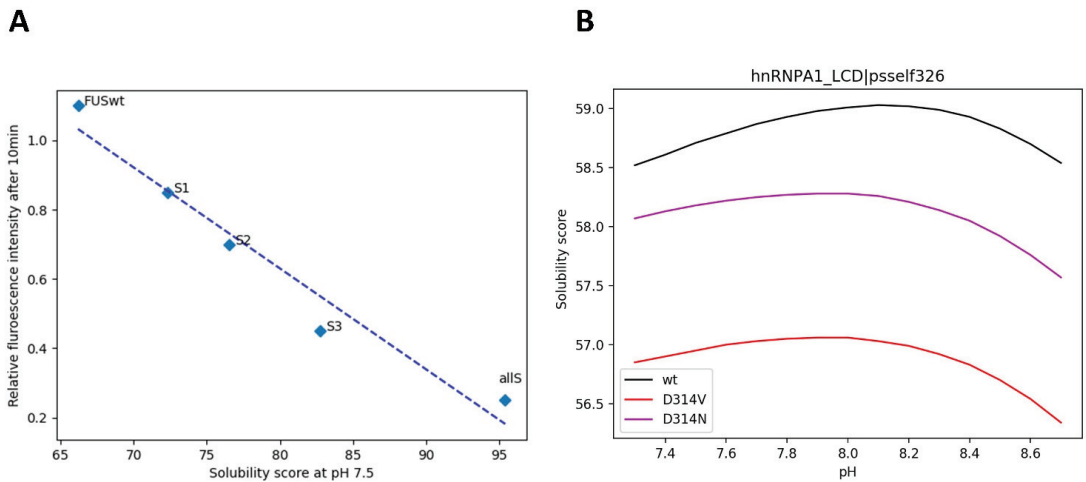 A
Relative fluroescence intensity after 10min
1.0
0.8
0.6
0.4
0.2
FUSwt
S1
S2
S3
allS
65 70 75 80 85 90 95
Solubility score at pH 7.5
B
hnRNPA1_LCD|psself326
Solubility score
59.0
58.5
58.0
57.5
57.0
56.5
wt
D314V
D314N
7.4 7.6 7.8 8.0 8.2 8.4 8.6
pH